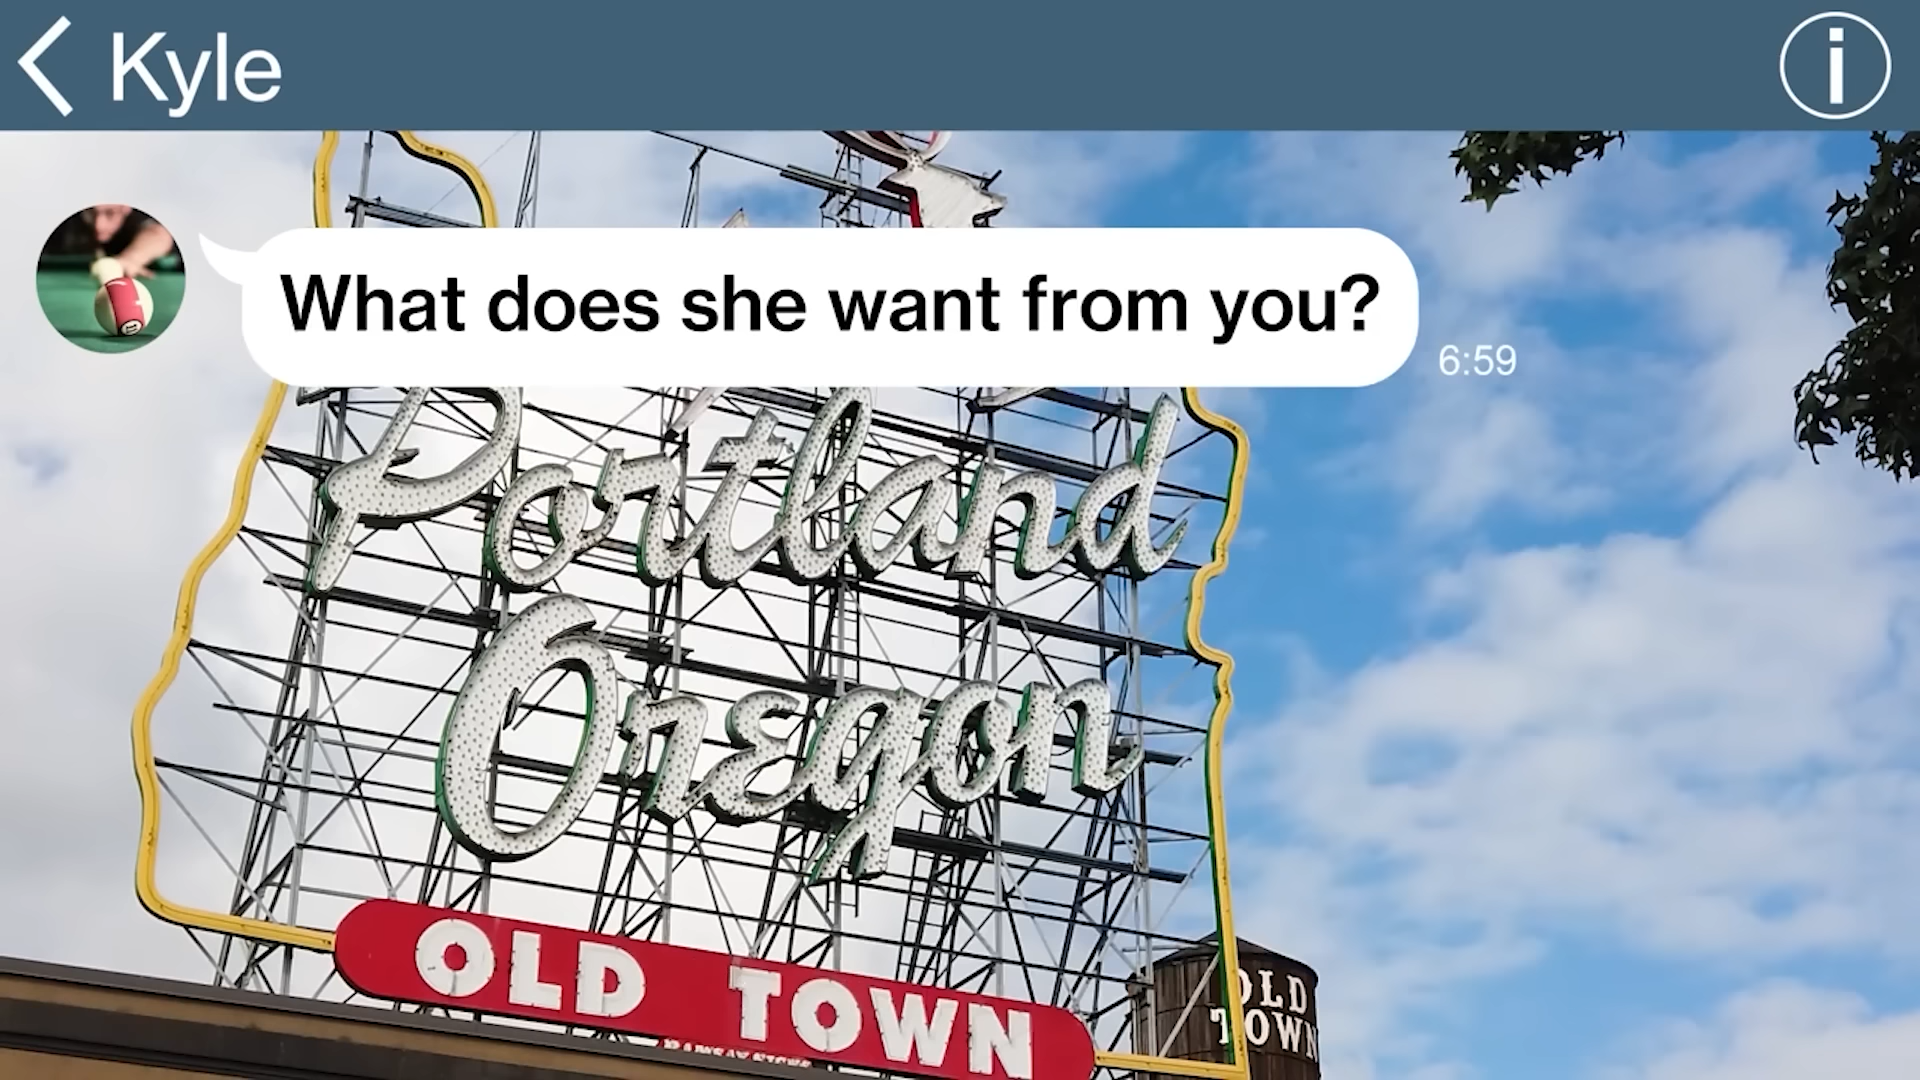 Kyle
i
What does she want from you?
6:59
Portland
Oregon
OLD TOWN
OLD
TOWN